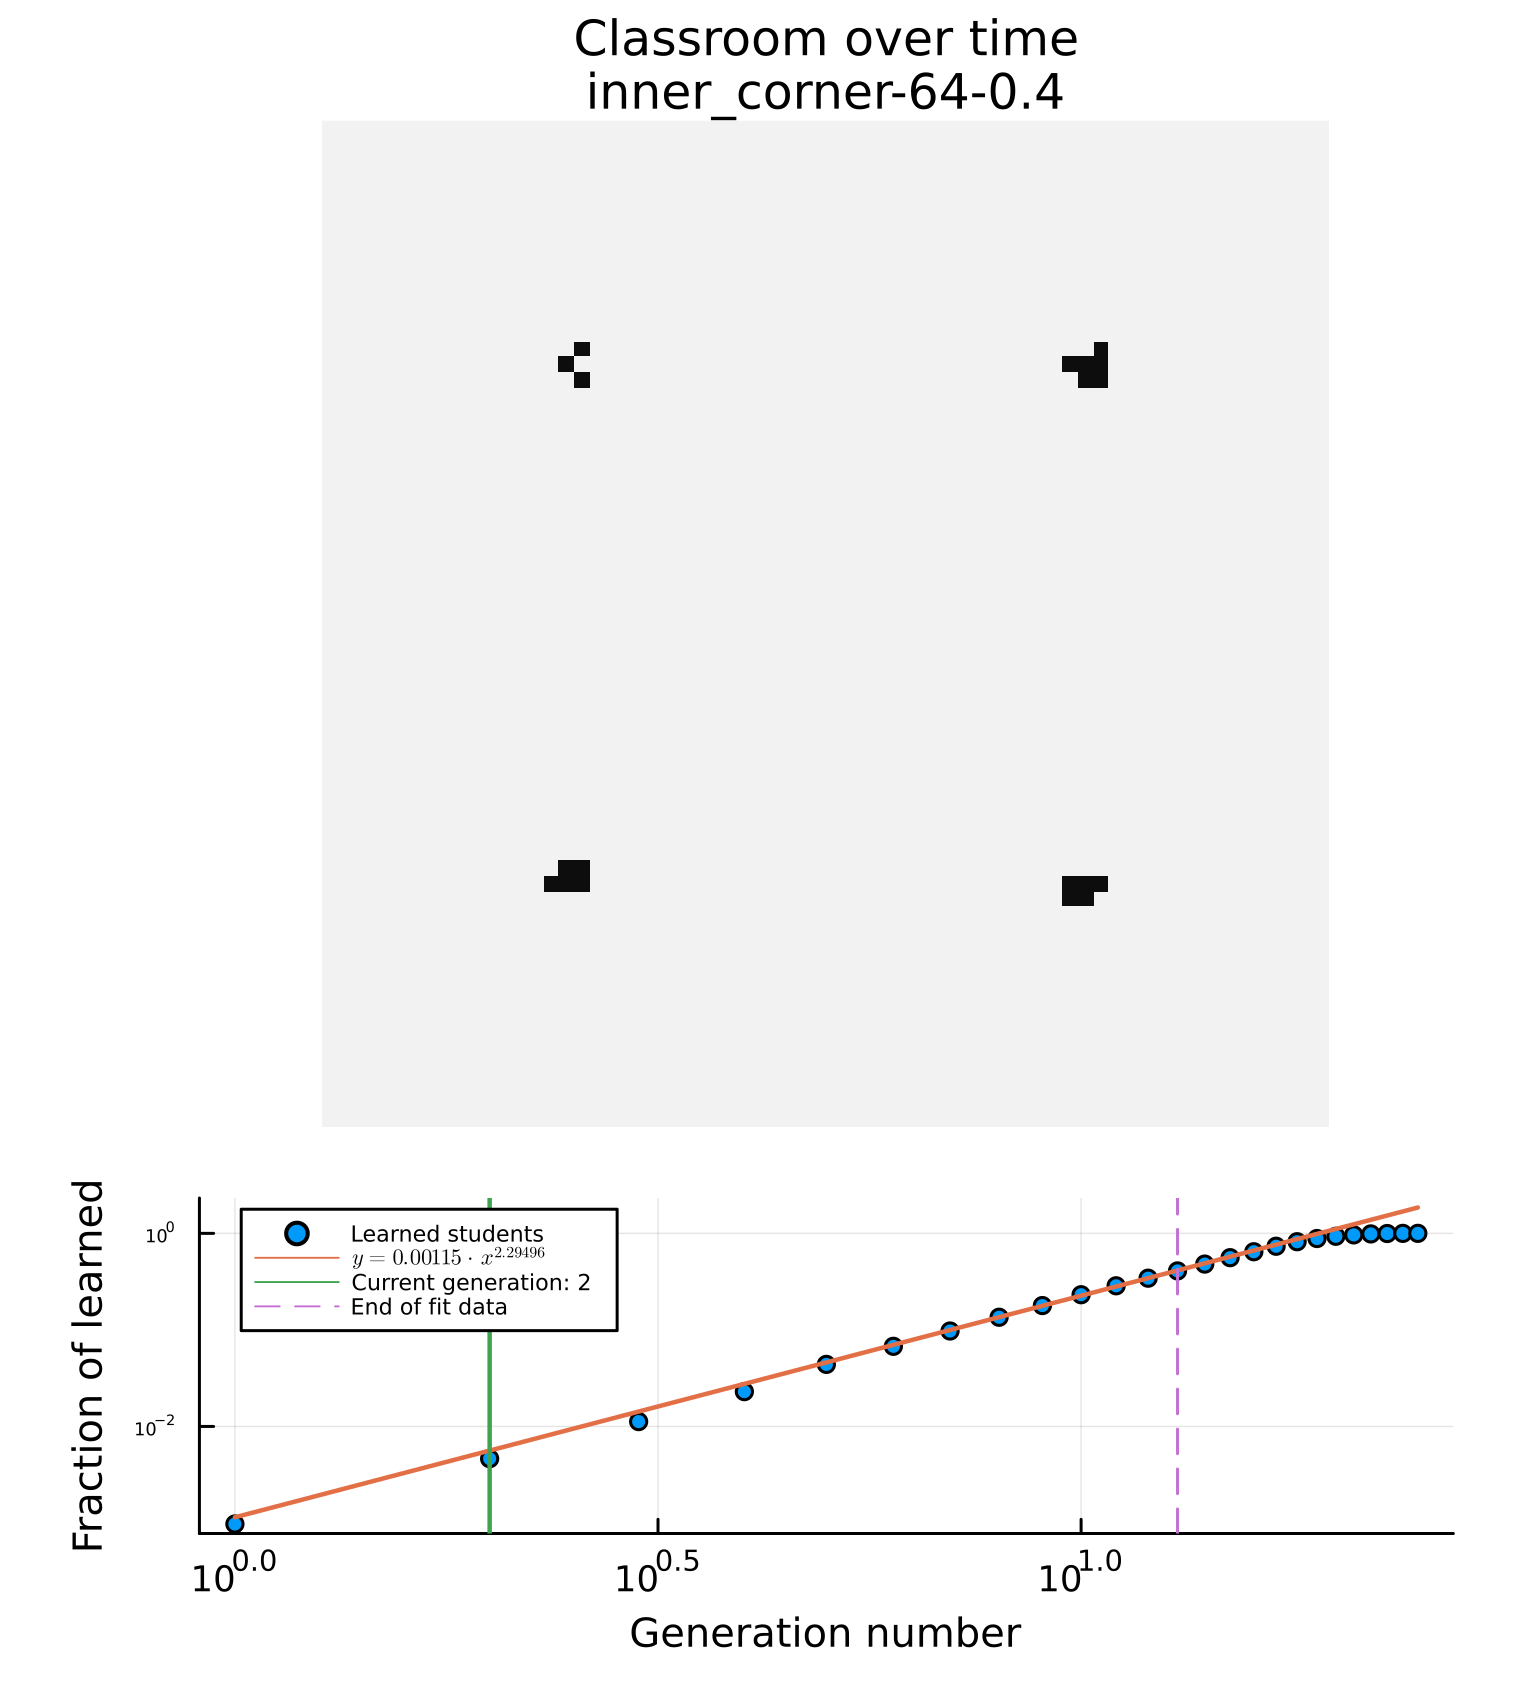 Classroom over time
inner_corner-64-0.4
Fraction of learned
10^0
10^−2
Learned students
y = 0.00115 · x^2.29496
Current generation: 2
End of fit data
10^0.0
10^0.5
10^1.0
Generation number